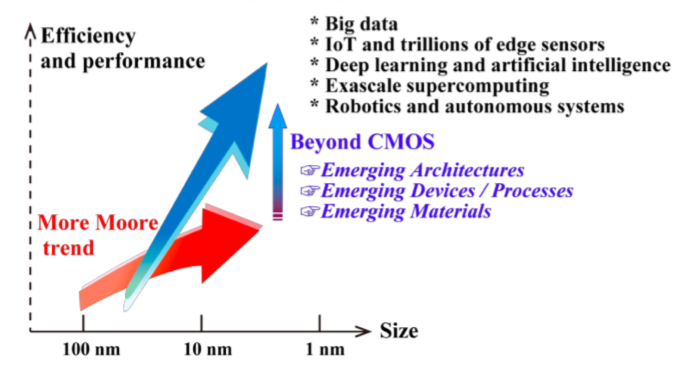 Efficiency
and performance
* Big data
* IoT and trillions of edge sensors
* Deep learning and artificial intelligence
* Exascale supercomputing
* Robotics and autonomous systems
Beyond CMOS
☞Emerging Architectures
☞Emerging Devices / Processes
☞Emerging Materials
More Moore
trend
Size
100 nm
10 nm
1 nm